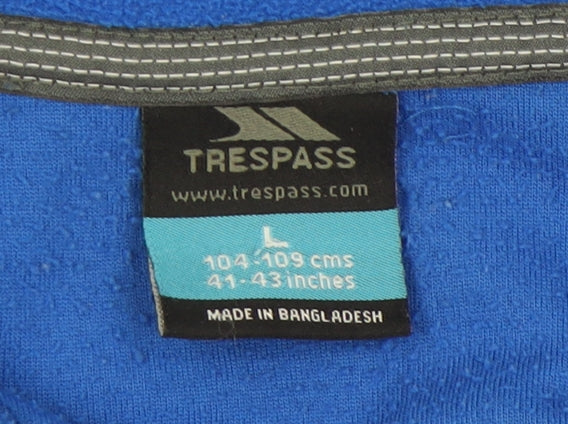 TRESPASS
www.trespass.com
L
104-109 cms
41-43 inches
MADE IN BANGLADESH